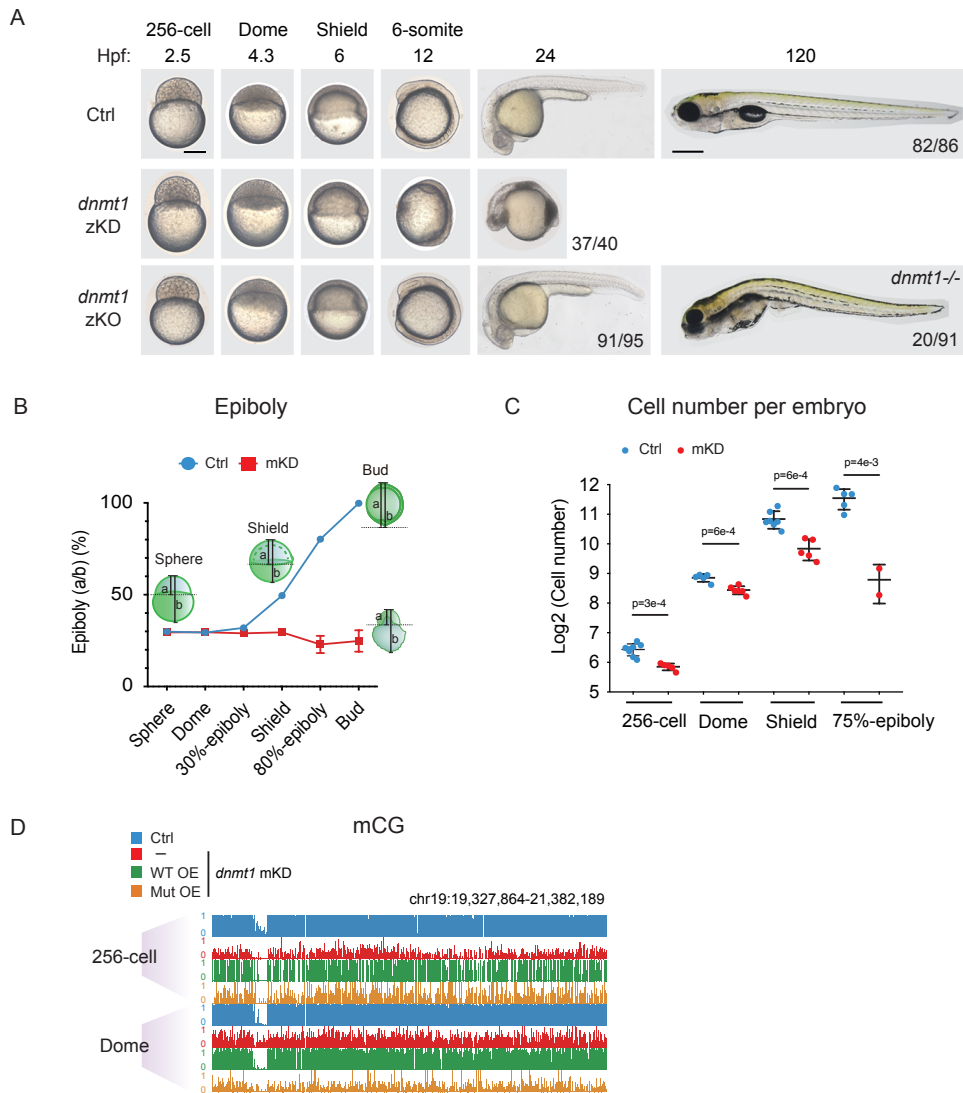 A
256-cell Dome Shield 6-somite
Hpf: 2.5 4.3 6 12 24 120
Ctrl
82/86
dnmt1
zKD
37/40
dnmt1
zKO
91/95
dnmt1-/-
20/91
B
Epiboly
Ctrl mKD
Epiboly (a/b) (%)
100
50
0
Sphere
a
b
Shield
a
b
Bud
a
b
a
b
Sphere
Dome
30%-epiboly
Shield
80%-epiboly
Bud
C
Cell number per embryo
Ctrl mKD
Log2 (Cell number)
12
11
10
9
8
7
6
5
p=3e-4
p=6e-4
p=6e-4
p=4e-3
256-cell Dome Shield 75%-epiboly
D
mCG
Ctrl
–
WT OE
Mut OE
dnmt1 mKD
chr19:19,327,864-21,382,189
256-cell
1
0
1
0
1
0
1
0
Dome
1
0
1
0
1
0
1
0